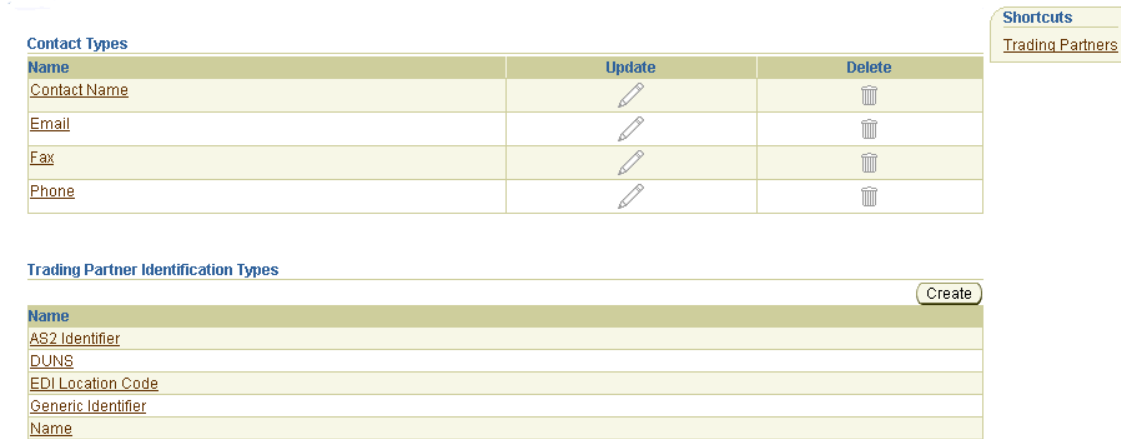 Shortcuts
Trading Partners
Contact Types
Name Update Delete
Contact Name
Email
Fax
Phone
Trading Partner Identification Types
Create
Name
AS2 Identifier
DUNS
EDI Location Code
Generic Identifier
Name